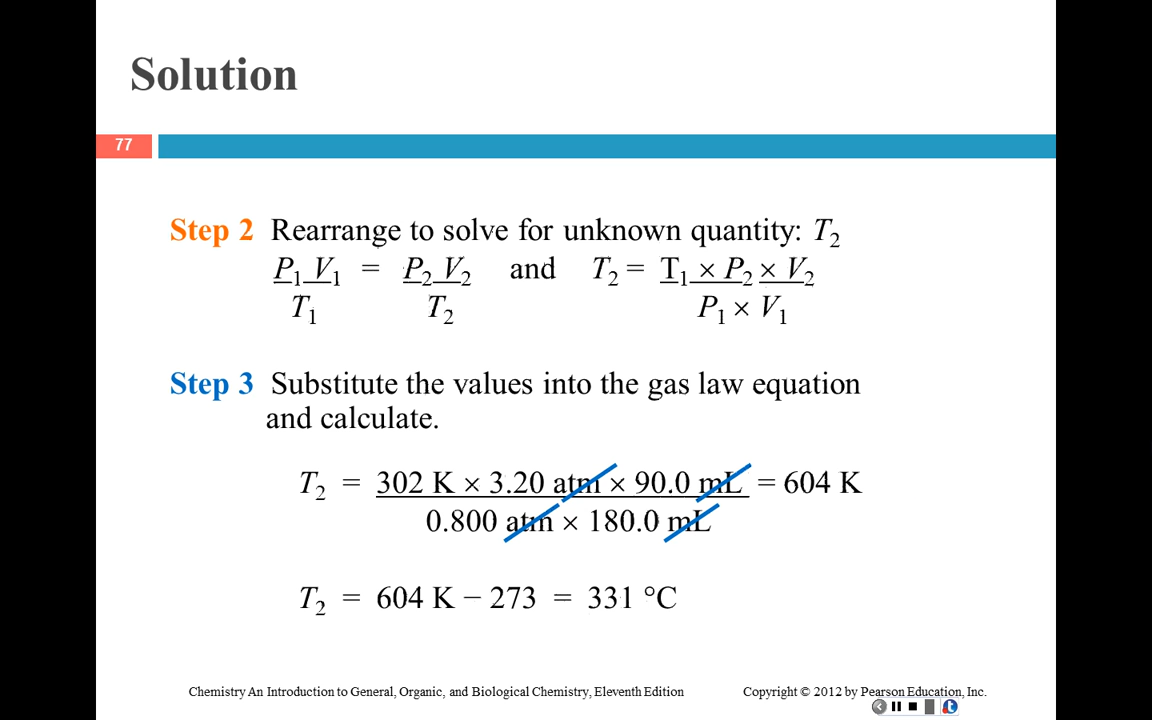 Solution
77
Step 2 Rearrange to solve for unknown quantity: T₂
P₁ V₁ = P₂ V₂ and T₂ = T₁ × P₂ × V₂
T₁ T₂ P₁ × V₁
Step 3 Substitute the values into the gas law equation
and calculate.
T₂ = 302 K × 3.20 atm × 90.0 mL = 604 K
0.800 atm × 180.0 mL
T₂ = 604 K − 273 = 331 °C
Chemistry An Introduction to General, Organic, and Biological Chemistry, Eleventh Edition
Copyright © 2012 by Pearson Education, Inc.